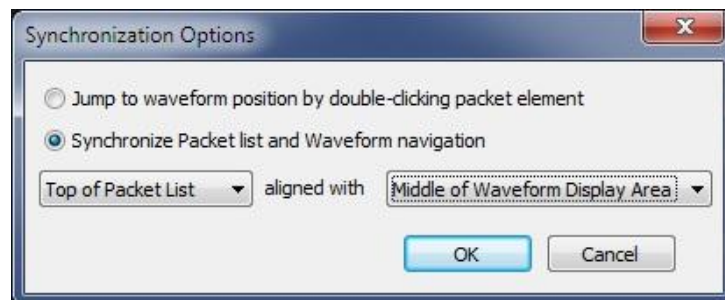 Synchronization Options
Jump to waveform position by double-clicking packet element
Synchronize Packet list and Waveform navigation
Top of Packet List aligned with Middle of Waveform Display Area
OK Cancel